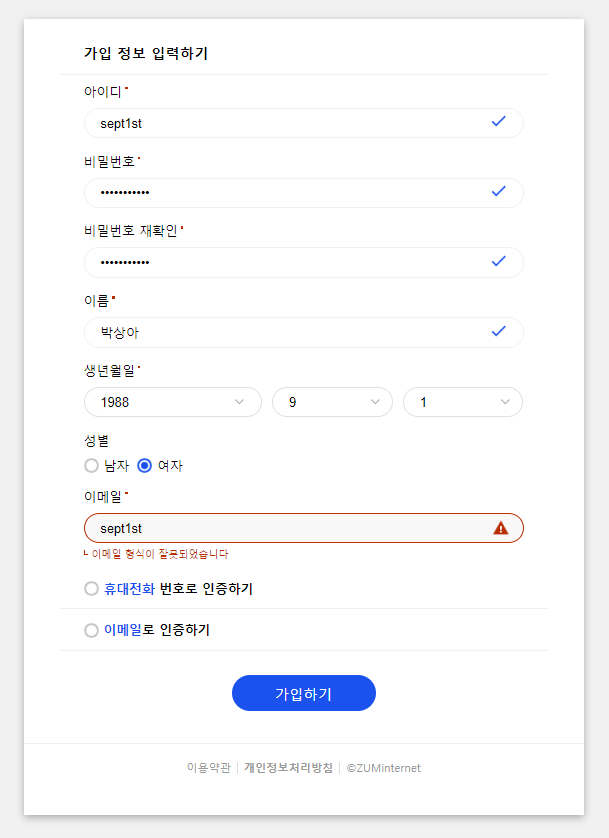 가입 정보 입력하기
아이디
sept1st
비밀번호
•••••••••••
비밀번호 재확인
•••••••••••
이름
박상아
생년월일
1988 9 1
성별
남자 여자
이메일
sept1st
이메일 형식이 잘못되었습니다
휴대전화 번호로 인증하기
이메일로 인증하기
가입하기
이용약관 | 개인정보처리방침 | ©ZUMinternet